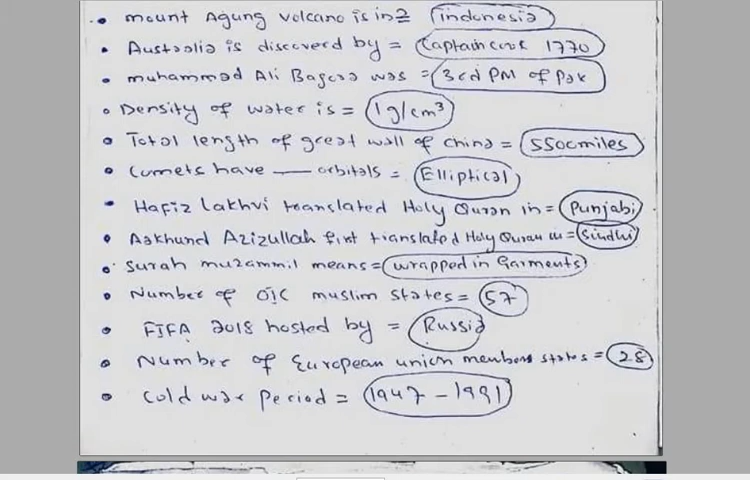 • Mount Agung volcano is in= Indonesia
• Austaalia is discoverd by = Captain cook 1770
• muhammad Ali Bagora was = 3rd PM of Pak
• Density of water is = 1g/cm³
• Total length of great wall of china = 5500miles
• Comets have — orbitals = Elliptical
• Hafiz Lakhvi translated Holy Quran in = Punjabi
• Aakhund Azizullah first translated Holy Quran in = Sindhi
• Surah muzammil means = wrapped in Garments
• Number of OIC muslim states = 57
• FIFA 2018 hosted by = Russia
• Number of European union members states = 28
• Cold war Period = 1947 – 1991